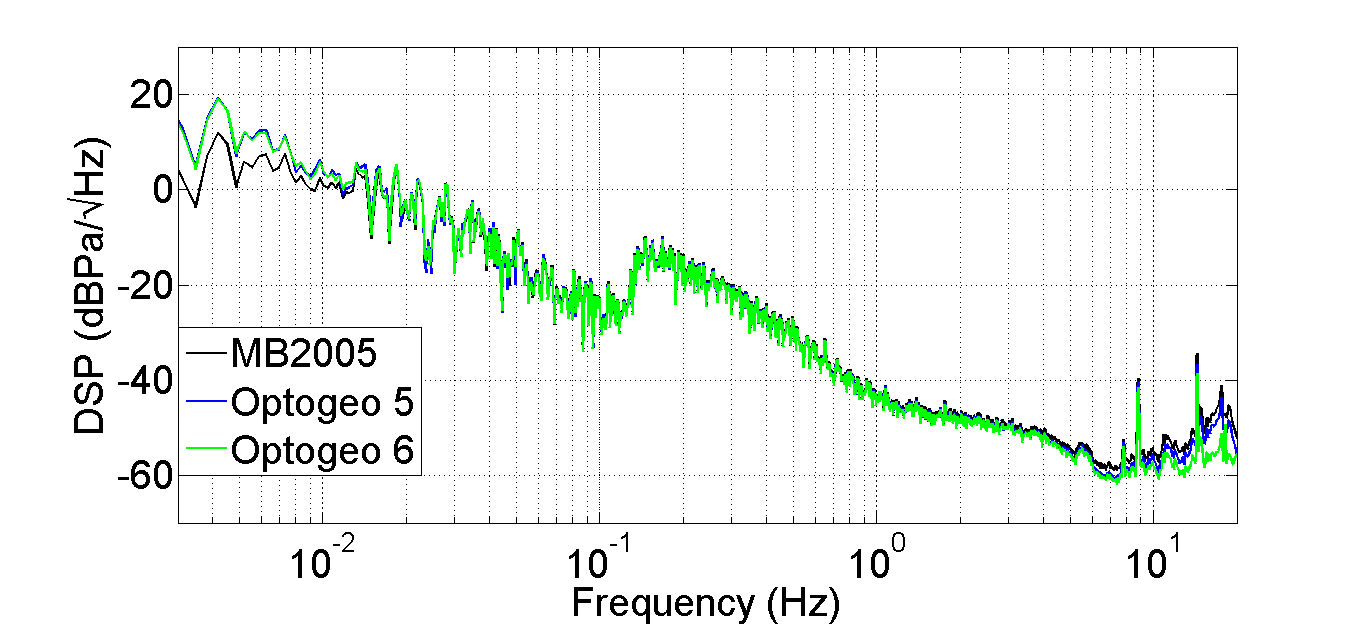 DSP (dBPa/√Hz)
20
0
-20
-40
-60
MB2005
Optogeo 5
Optogeo 6
10^-2 10^-1 10^0 10^1
Frequency (Hz)